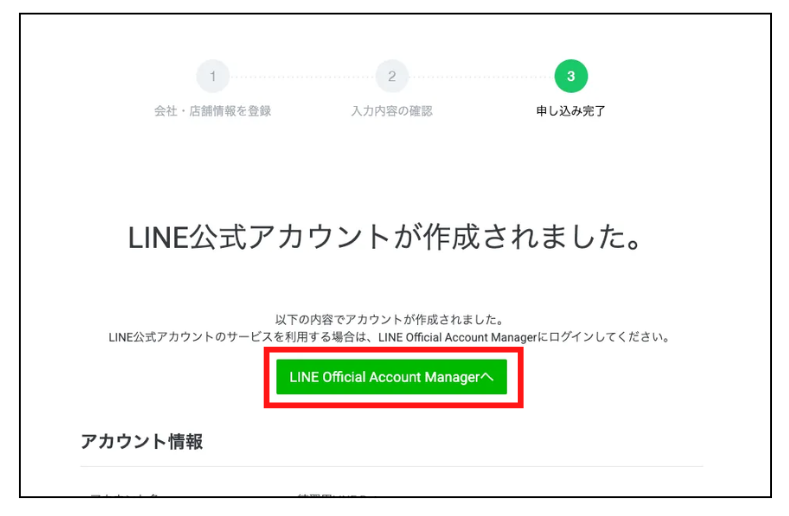 1
2
3
会社・店舗情報を登録
入力内容の確認
申し込み完了
LINE公式アカウントが作成されました。
以下の内容でアカウントが作成されました。
LINE公式アカウントのサービスを利用する場合は、LINE Official Account Managerにログインしてください。
LINE Official Account Managerへ
アカウント情報